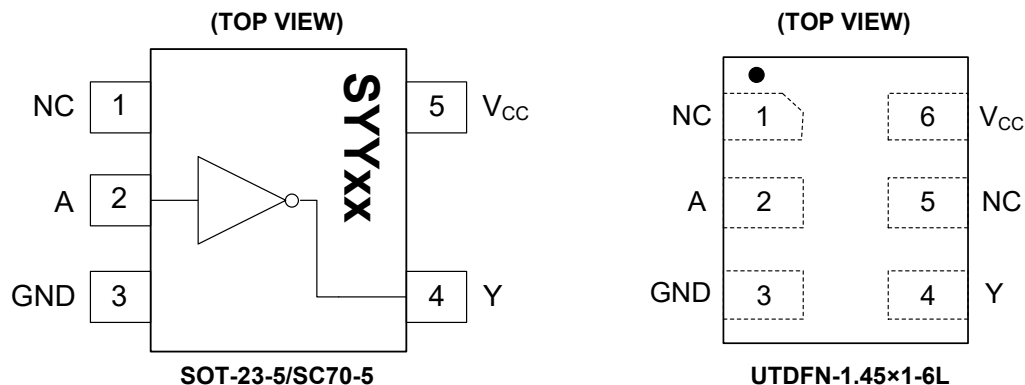 (TOP VIEW)
NC 1
A 2
GND 3
SYYxx
5 VCC
4 Y
SOT-23-5/SC70-5
(TOP VIEW)
NC 1
A 2
GND 3
6 VCC
5 NC
4 Y
UTDFN-1.45×1-6L